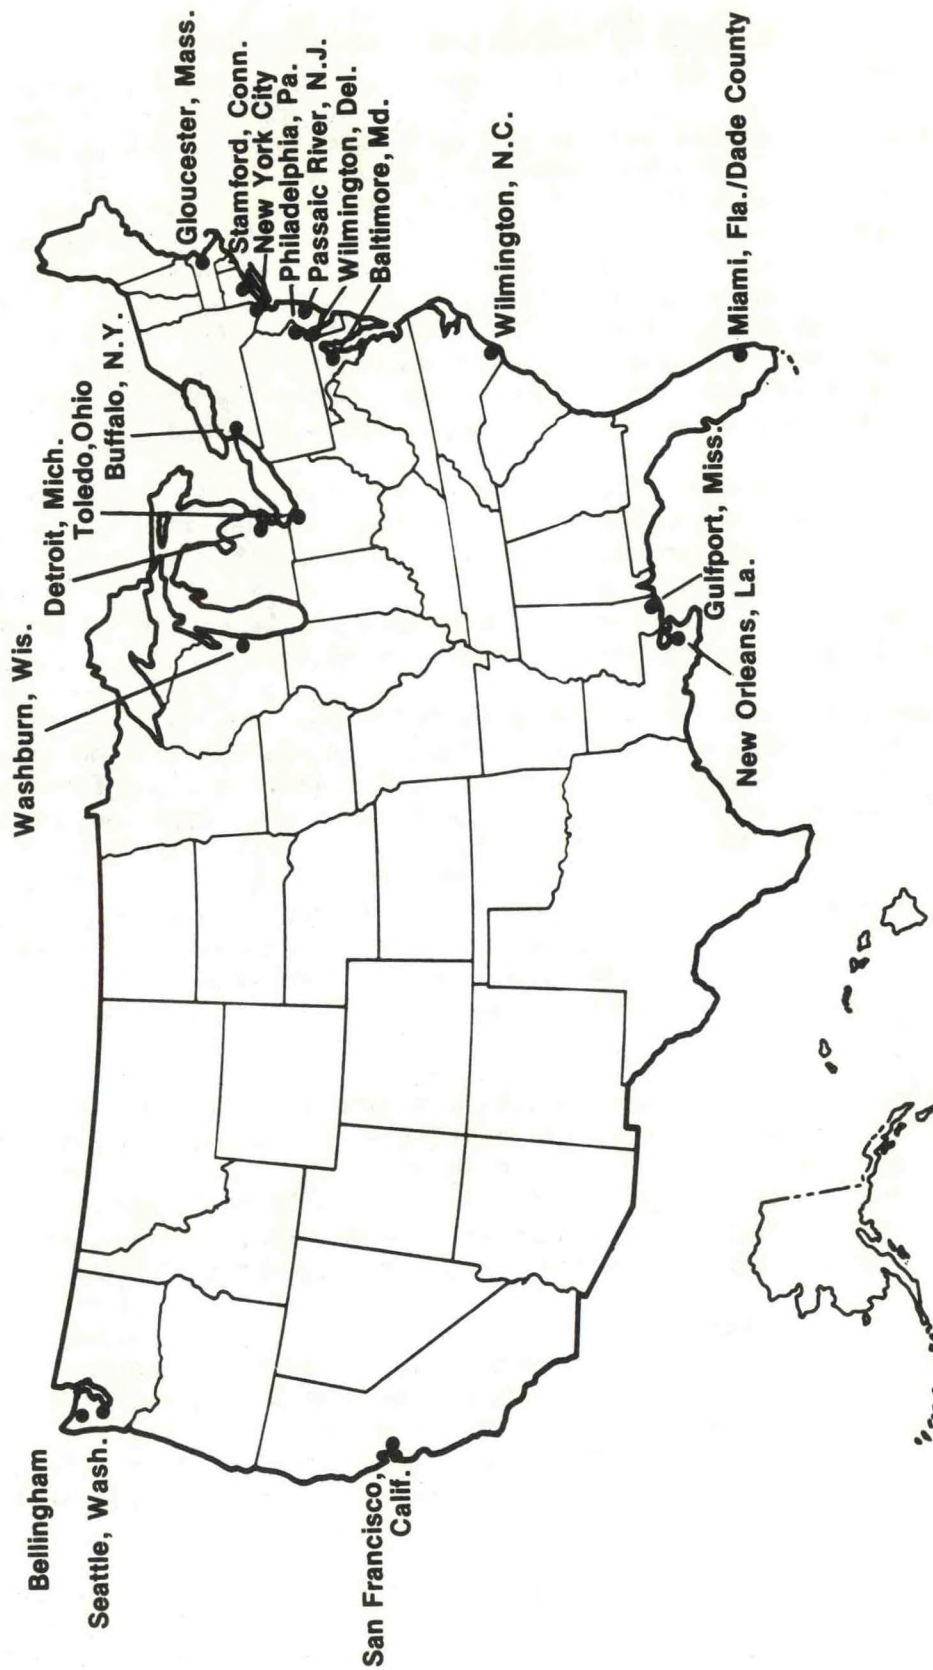 Bellingham
Seattle, Wash.
San Francisco,
Calif.
Washburn, Wis.
Detroit, Mich.
Toledo, Ohio
Buffalo, N.Y.
Gloucester, Mass.
Stamford, Conn.
New York City
Philadelphia, Pa.
Passaic River, N.J.
Wilmington, Del.
Baltimore, Md.
Wilmington, N.C.
Miami, Fla./Dade County
Gulfport, Miss.
New Orleans, La.